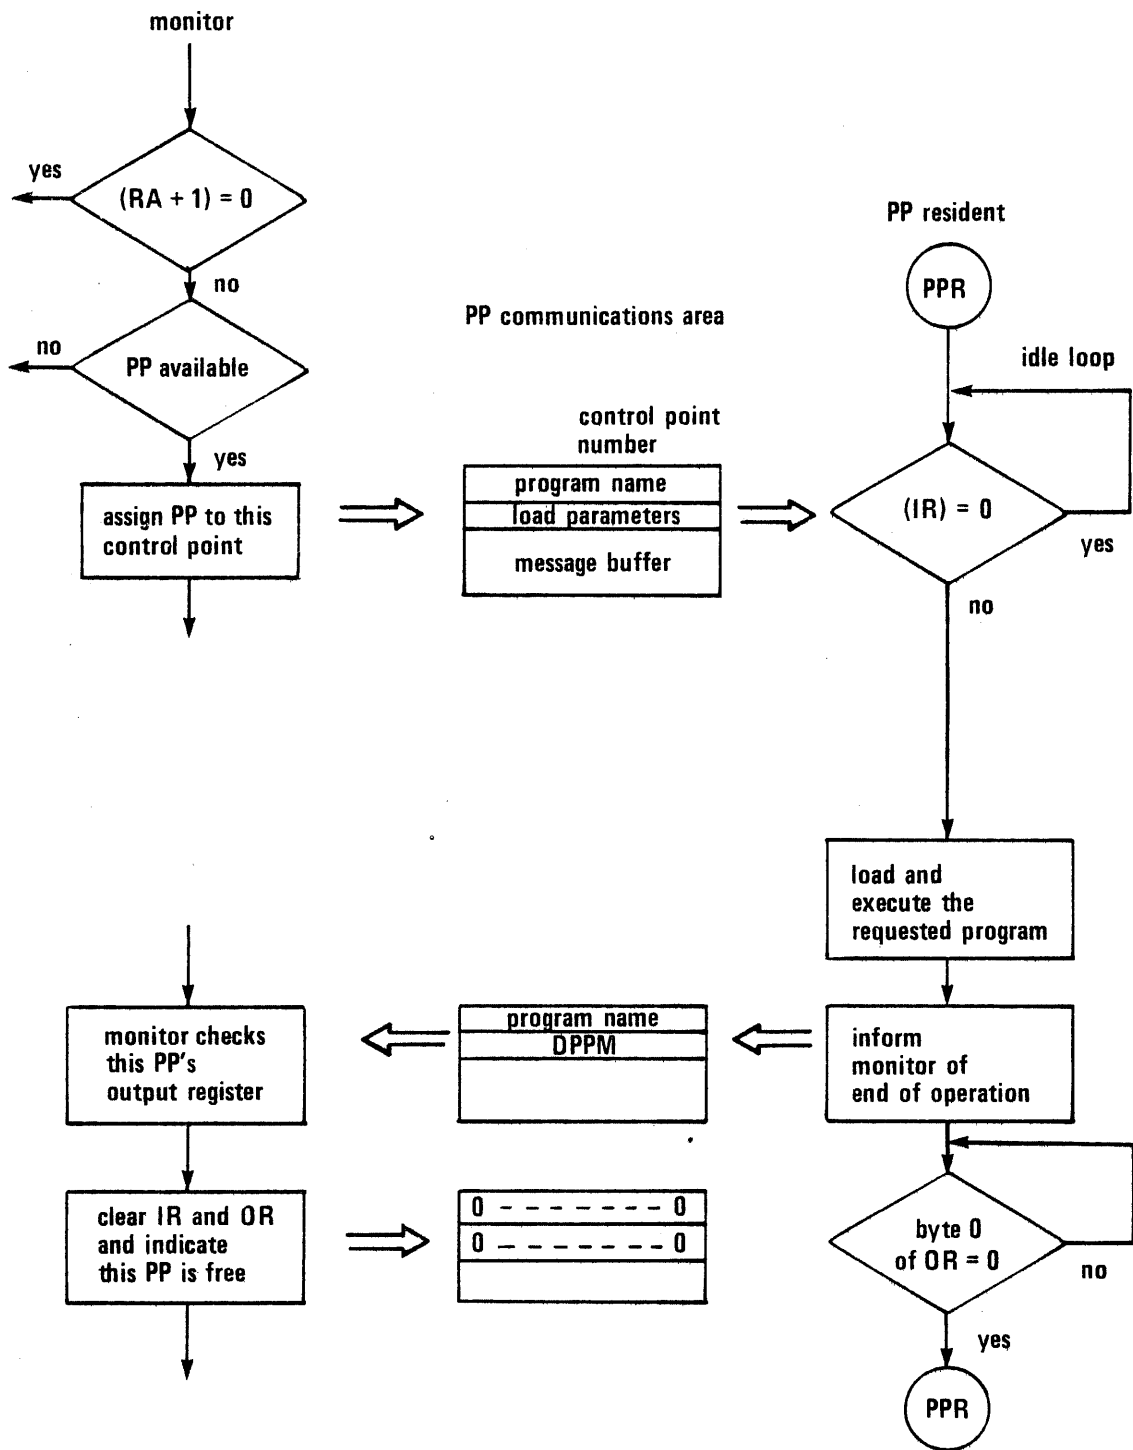 monitor
yes
(RA + 1) = 0
no
no
PP available
yes
assign PP to this
control point
PP communications area
control point
number
program name
load parameters
message buffer
PP resident
PPR
idle loop
(IR) = 0
yes
no
load and
execute the
requested program
inform
monitor of
end of operation
program name
DPPM
monitor checks
this PP's
output register
clear IR and OR
and indicate
this PP is free
0 - - - - - - - 0
0 - - - - - - - 0
byte 0
of OR = 0
no
yes
PPR